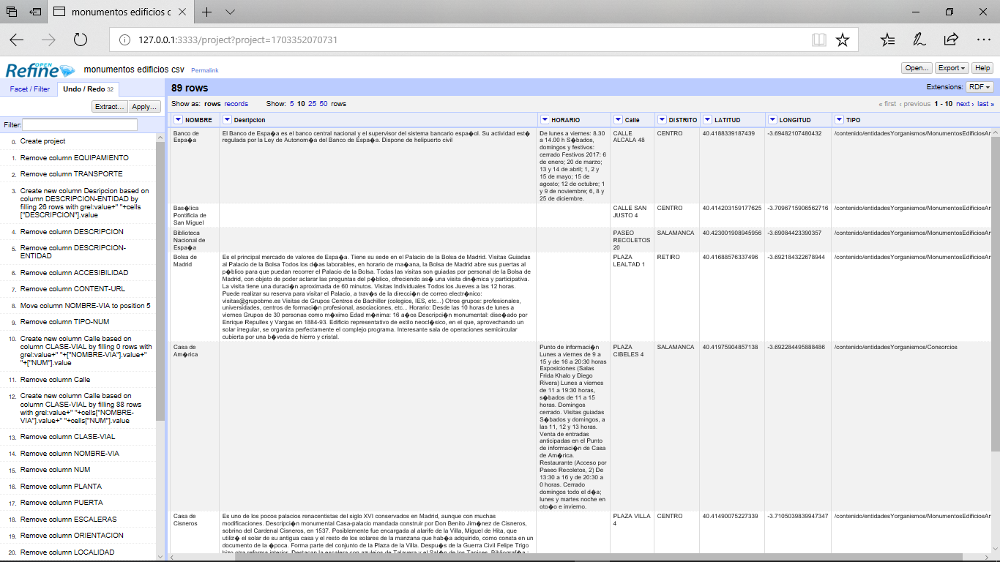 monumentos edificios c
127.0.0.1:3333/project?project=1703352070731
OPEN
Refine
monumentos edificios csv Permalink
Open... Export Help
Facet / Filter Undo / Redo 32
89 rows
Extensions: RDF
Extract... Apply...
Show as: rows records Show: 5 10 25 50 rows
« first ‹ previous 1 - 10 next › last »
Filter:
0. Create project
1. Remove column EQUIPAMIENTO
2. Remove column TRANSPORTE
3. Create new column Desripcion based on
column DESCRIPCION-ENTIDAD by
filling 26 rows with grel:value+" "+cells
["DESCRIPCION"].value
4. Remove column DESCRIPCION
5. Remove column DESCRIPCION-
ENTIDAD
6. Remove column ACCESIBILIDAD
7. Remove column CONTENT-URL
8. Move column NOMBRE-VIA to position 5
9. Remove column TIPO-NUM
10. Create new column Calle based on
column CLASE-VIAL by filling 0 rows with
grel:value+" "+["NOMBRE-VIA"].value+"
"+["NUM"].value
11. Remove column Calle
12. Create new column Calle based on
column CLASE-VIAL by filling 88 rows
with grel:value+" "+cells["NOMBRE-
VIA"].value+" "+cells["NUM"].value
13. Remove column CLASE-VIAL
14. Remove column NOMBRE-VIA
15. Remove column NUM
16. Remove column PLANTA
17. Remove column PUERTA
18. Remove column ESCALERAS
19. Remove column ORIENTACION
20. Remove column LOCALIDAD
NOMBRE Desripcion HORARIO Calle DISTRITO LATITUD LONGITUD TIPO
Banco de
Espa�a
El Banco de Espa�a es el banco central nacional y el supervisor del sistema bancario espa�ol. Su actividad est�
regulada por la Ley de Autonom�a del Banco de Espa�a. Dispone de helipuerto civil
De lunes a viernes: 8.30
a 14.00 h S�bados,
domingos y festivos:
cerrado Festivos 2017: 6
de enero; 20 de marzo;
13 y 14 de abril; 1, 2 y
15 de mayo; 15 de
agosto; 12 de octubre; 1
y 9 de noviembre; 6, 8 y
25 de diciembre.
CALLE
ALCALA 48
CENTRO
40.4188339187439
-3.69482107480432
/contenido/entidadesYorganismos/MonumentosEdificiosAr
Bas�lica
Pontificia de
San Miguel
CALLE SAN
JUSTO 4
CENTRO
40.414203159177625
-3.7096715906562716
/contenido/entidadesYorganismos/MonumentosEdificiosAr
Biblioteca
Nacional de
Espa�a
PASEO
RECOLETOS
20
SALAMANCA
40.423001908945956
-3.69084423390357
/contenido/entidadesYorganismos/MonumentosEdificiosAr
Bolsa de
Madrid
Es el principal mercado de valores de Espa�a. Tiene su sede en el Palacio de la Bolsa de Madrid. Visitas Guiadas
al Palacio de la Bolsa Todos los d�as laborables, en horario de ma�ana, la Bolsa de Madrid abre sus puertas al
p�blico para que puedan recorrer el Palacio de la Bolsa. Todas las visitas son guiadas por personal de la Bolsa de
Madrid, con objeto de poder aclarar las preguntas del p�blico, ofreciendo as� una visita din�mica y participativa.
La visita tiene una duraci�n aproximada de 60 minutos. Visitas Individuales Todos los Jueves a las 12 horas.
Puede realizar su reserva para visitar el Palacio, a trav�s de la direcci�n de correo electr�nico:
visitas@grupobme.es Visitas de Grupos Centros de Bachiller (colegios, IES, etc...) Otros grupos: profesionales,
universidades, centros de formaci�n profesional, asociaciones, etc... Horario: Desde las 10 horas de lunes a
viernes Grupos de 30 personas como m�ximo Edad m�nima: 16 a�os Descripci�n monumental: dise�ado por
Enrique Repulles y Vargas en 1884-93. Edificio representativo de estilo neocl�sico, en el que, aprovechando un
solar irregular, se organiza perfectamente el complejo programa. Interesante sala de operaciones semicircular
cubierta por una b�veda de hierro y cristal.
PLAZA
LEALTAD 1
RETIRO
40.41688576337496
-3.692184322678944
/contenido/entidadesYorganismos/MonumentosEdificiosAr
Casa de
Am�rica
Punto de informaci�n
Lunes a viernes de 9 a
15 y de 16 a 20:30 horas
Exposiciones (Salas
Frida Khalo y Diego
Rivera) Lunes a viernes
de 11 a 19:30 horas,
s�bados de 11 a 15
horas. Domingos
cerrado. Visitas guiadas
S�bados y domingos, a
las 11, 12 y 13 horas.
Venta de entradas
anticipadas en el Punto
de informaci�n de Casa
de Am�rica.
Restaurante (Acceso por
Paseo Recoletos, 2) De
13:30 a 16 y de 20:30 a
0 horas. Cerrado
domingos todo el d�a;
lunes y martes noche en
oto�o e invierno.
PLAZA
CIBELES 4
SALAMANCA
40.41975904857138
-3.692284495888486
/contenido/entidadesYorganismos/Consorcios
Casa de
Cisneros
Es uno de los pocos palacios renacentistas del siglo XVI conservados en Madrid, aunque con muchas
modificaciones. Descripci�n monumental Casa-palacio mandada construir por Don Benito Jim�nez de Cisneros,
sobrino del Cardenal Cisneros, en 1537. Posiblemente fue encargada al alarife de la Villa, Miguel de Hita, que
utiliz� el solar de su antigua casa y el resto de los solares de la manzana que hab�a adquirido, como consta en un
documento de la �poca. Forma parte del conjunto de la Plaza de la Villa. Despu�s de la Guerra Civil Felipe Trigo
hizo otra reforma interior. Destacan la escalera con azulejos de Talavera y el Sal�n de los Tapices. Bibliograf�a :
PLAZA VILLA
4
CENTRO
40.41490075227339
-3.7105039839947347
/contenido/entidadesYorganismos/MonumentosEdificiosAr